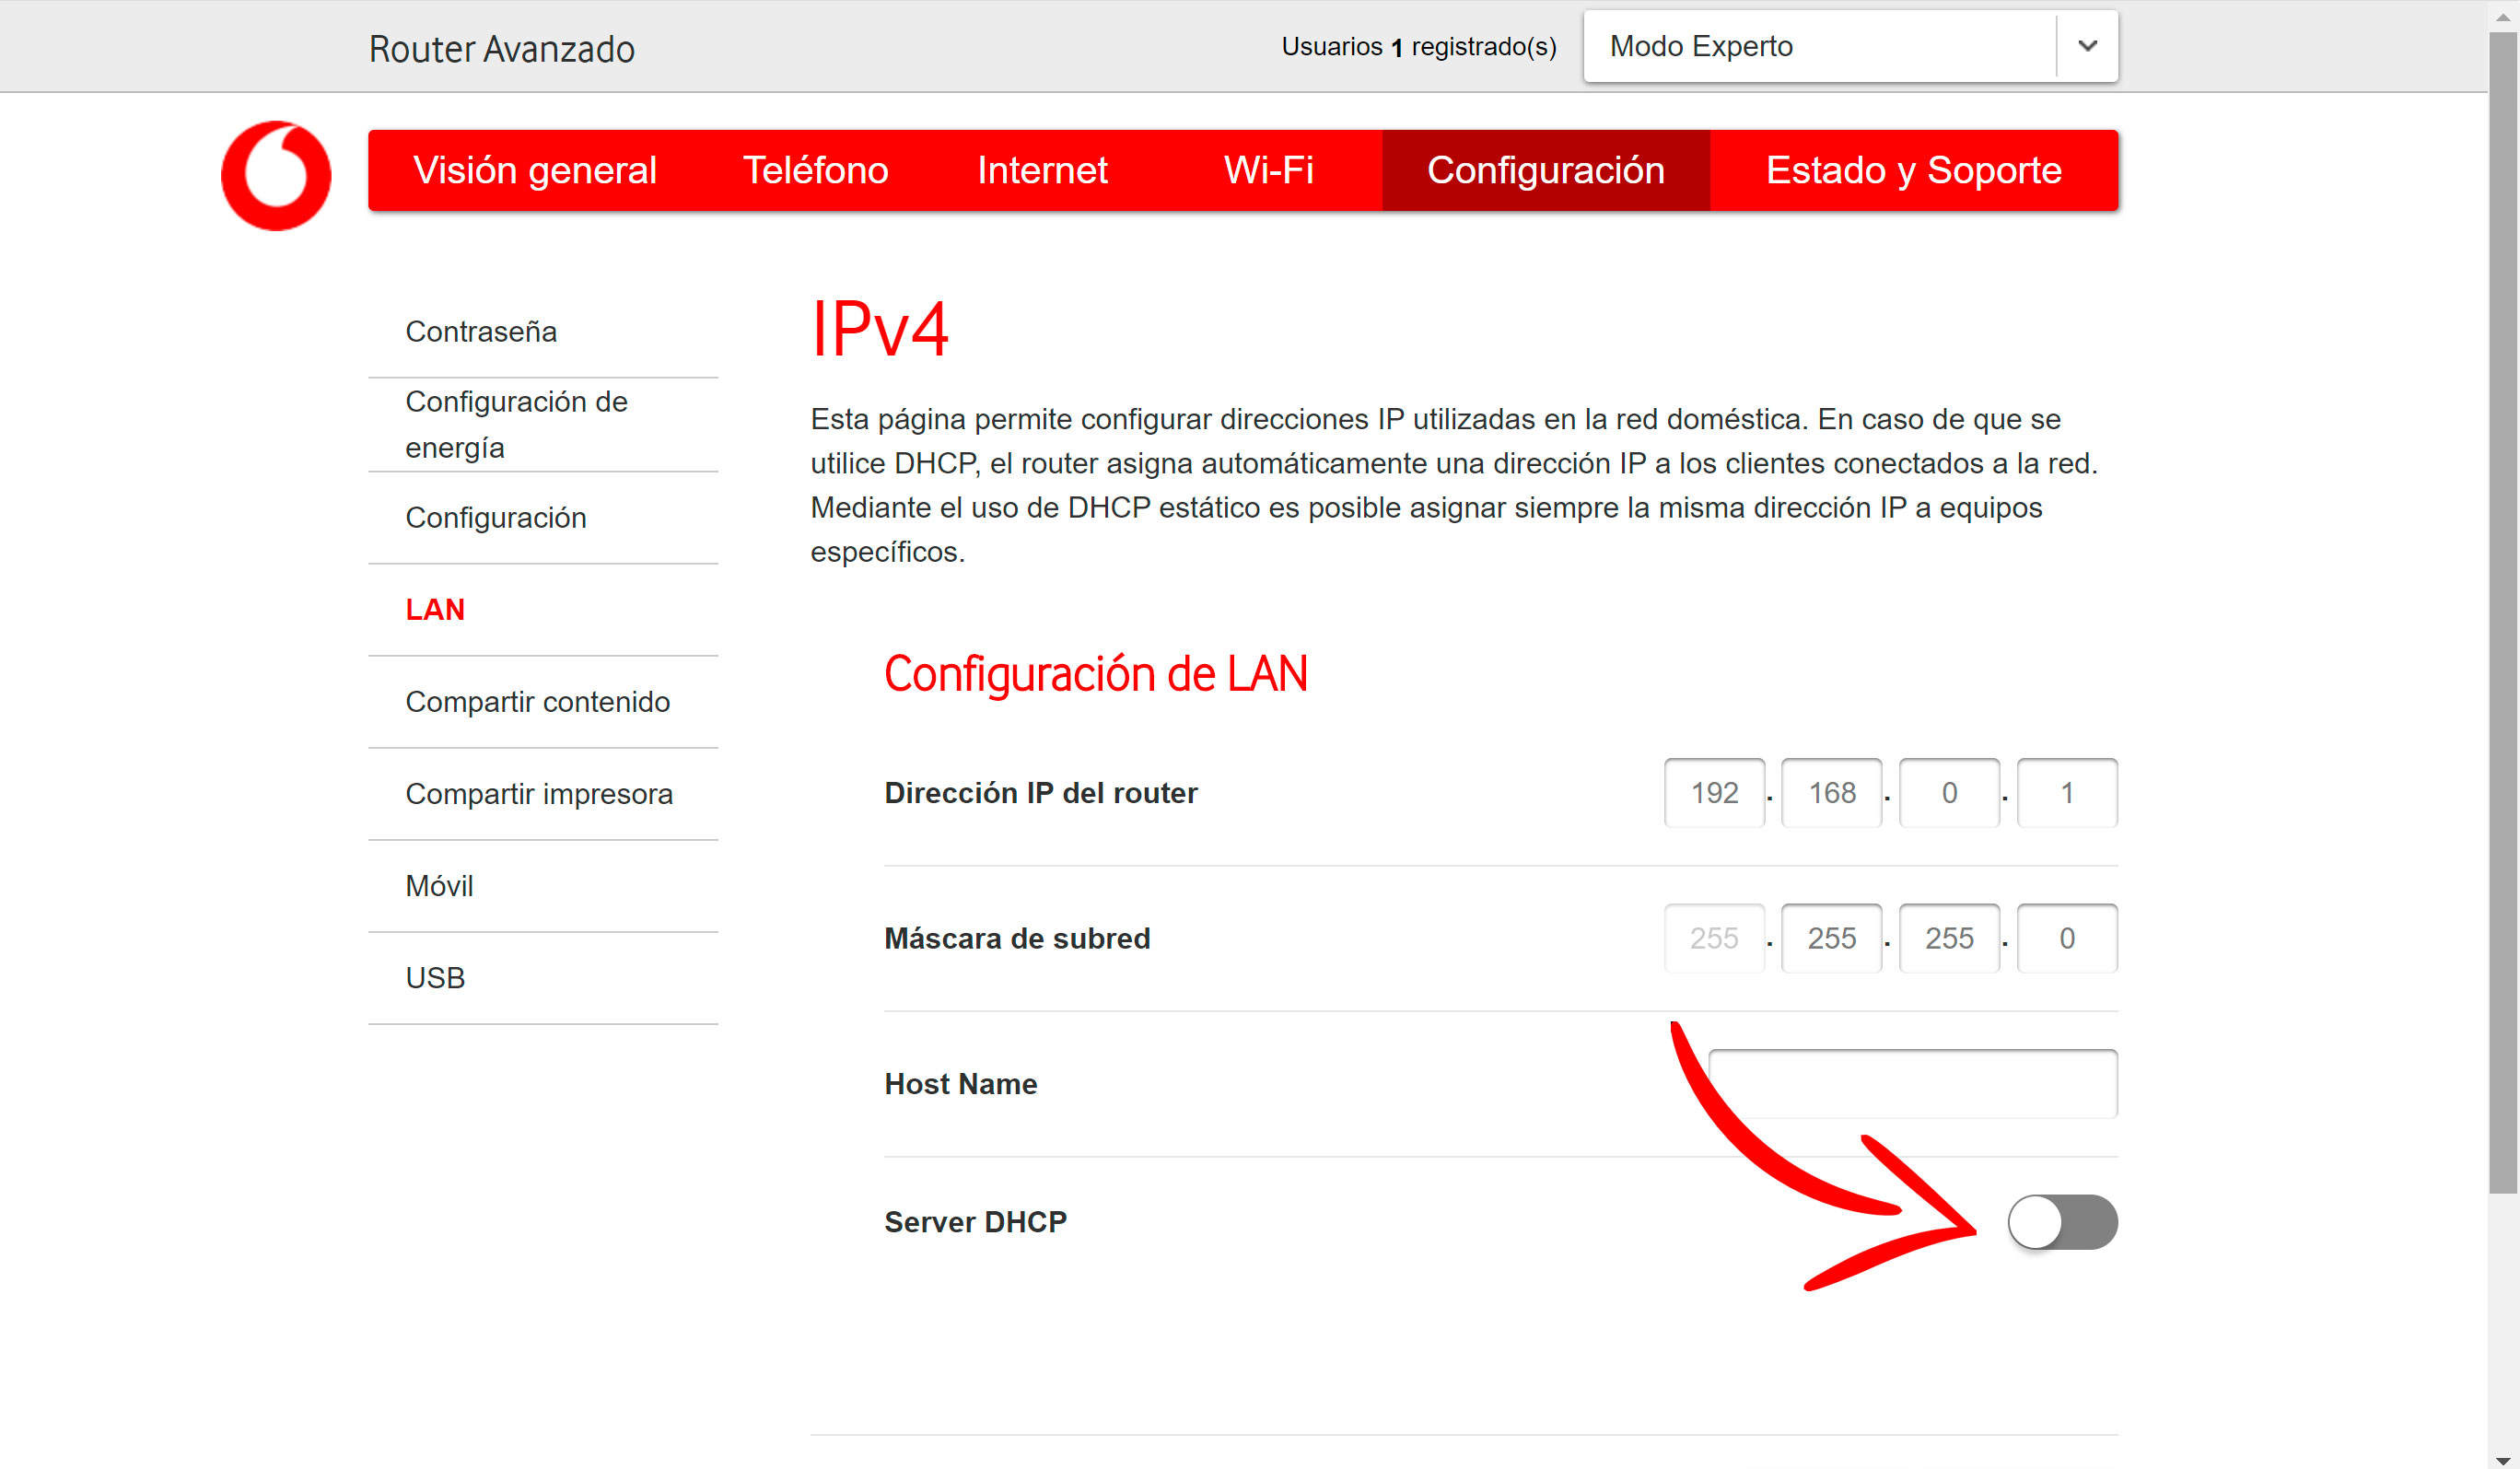 Router Avanzado
Usuarios 1 registrado(s)
Modo Experto
Visión general
Teléfono
Internet
Wi-Fi
Configuración
Estado y Soporte
Contraseña
Configuración de
energía
Configuración
LAN
Compartir contenido
Compartir impresora
Móvil
USB
IPv4
Esta página permite configurar direcciones IP utilizadas en la red doméstica. En caso de que se
utilice DHCP, el router asigna automáticamente una dirección IP a los clientes conectados a la red.
Mediante el uso de DHCP estático es posible asignar siempre la misma dirección IP a equipos
específicos.
Configuración de LAN
Dirección IP del router 192 . 168 . 0 . 1
Máscara de subred 255 . 255 . 255 . 0
Host Name
Server DHCP